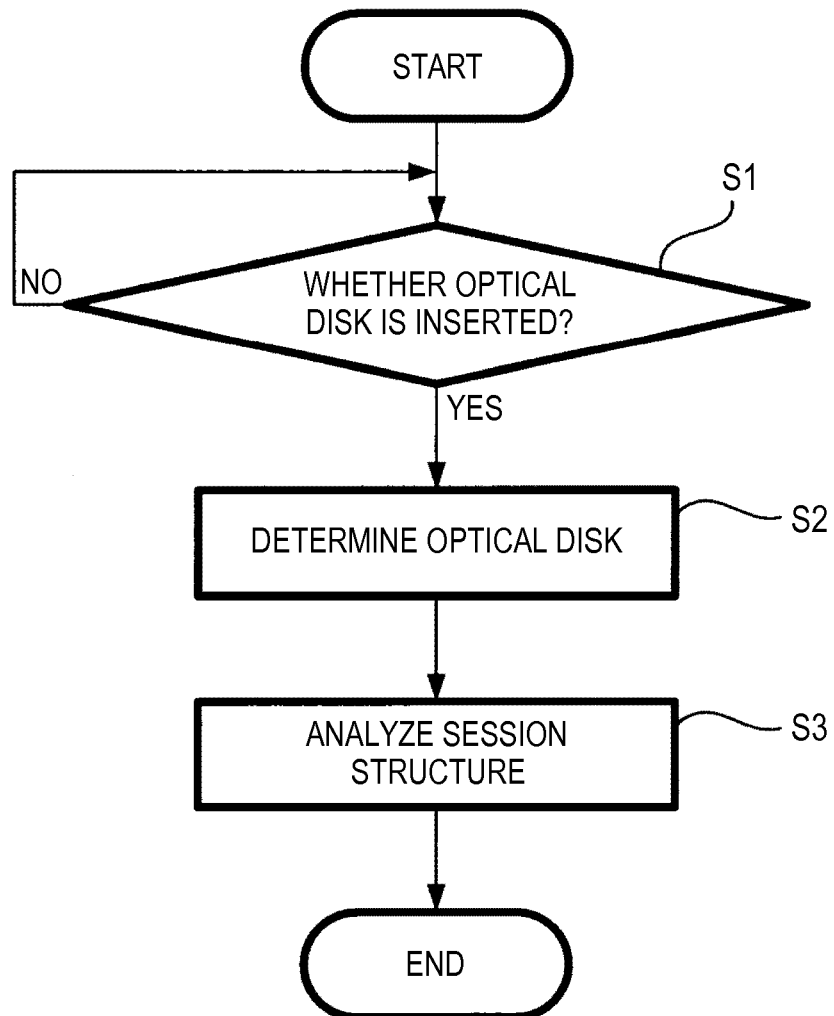 START
S1
NO
WHETHER OPTICAL
DISK IS INSERTED?
YES
DETERMINE OPTICAL DISK
S2
ANALYZE SESSION
STRUCTURE
S3
END